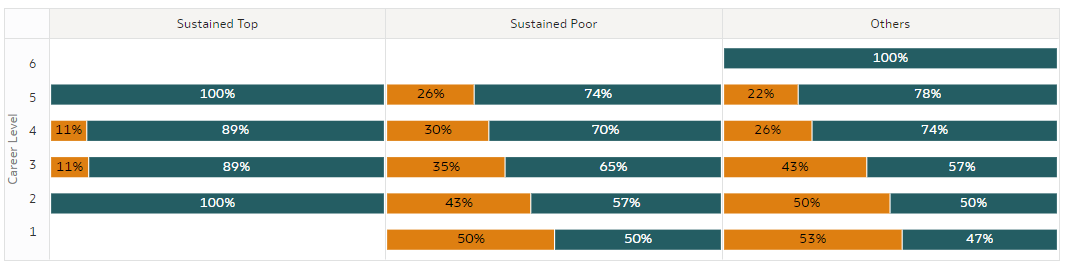 Sustained Top Sustained Poor Others
Career Level
6 100%
5 100% 26% 74% 22% 78%
4 11% 89% 30% 70% 26% 74%
3 11% 89% 35% 65% 43% 57%
2 100% 43% 57% 50% 50%
1 50% 50% 53% 47%